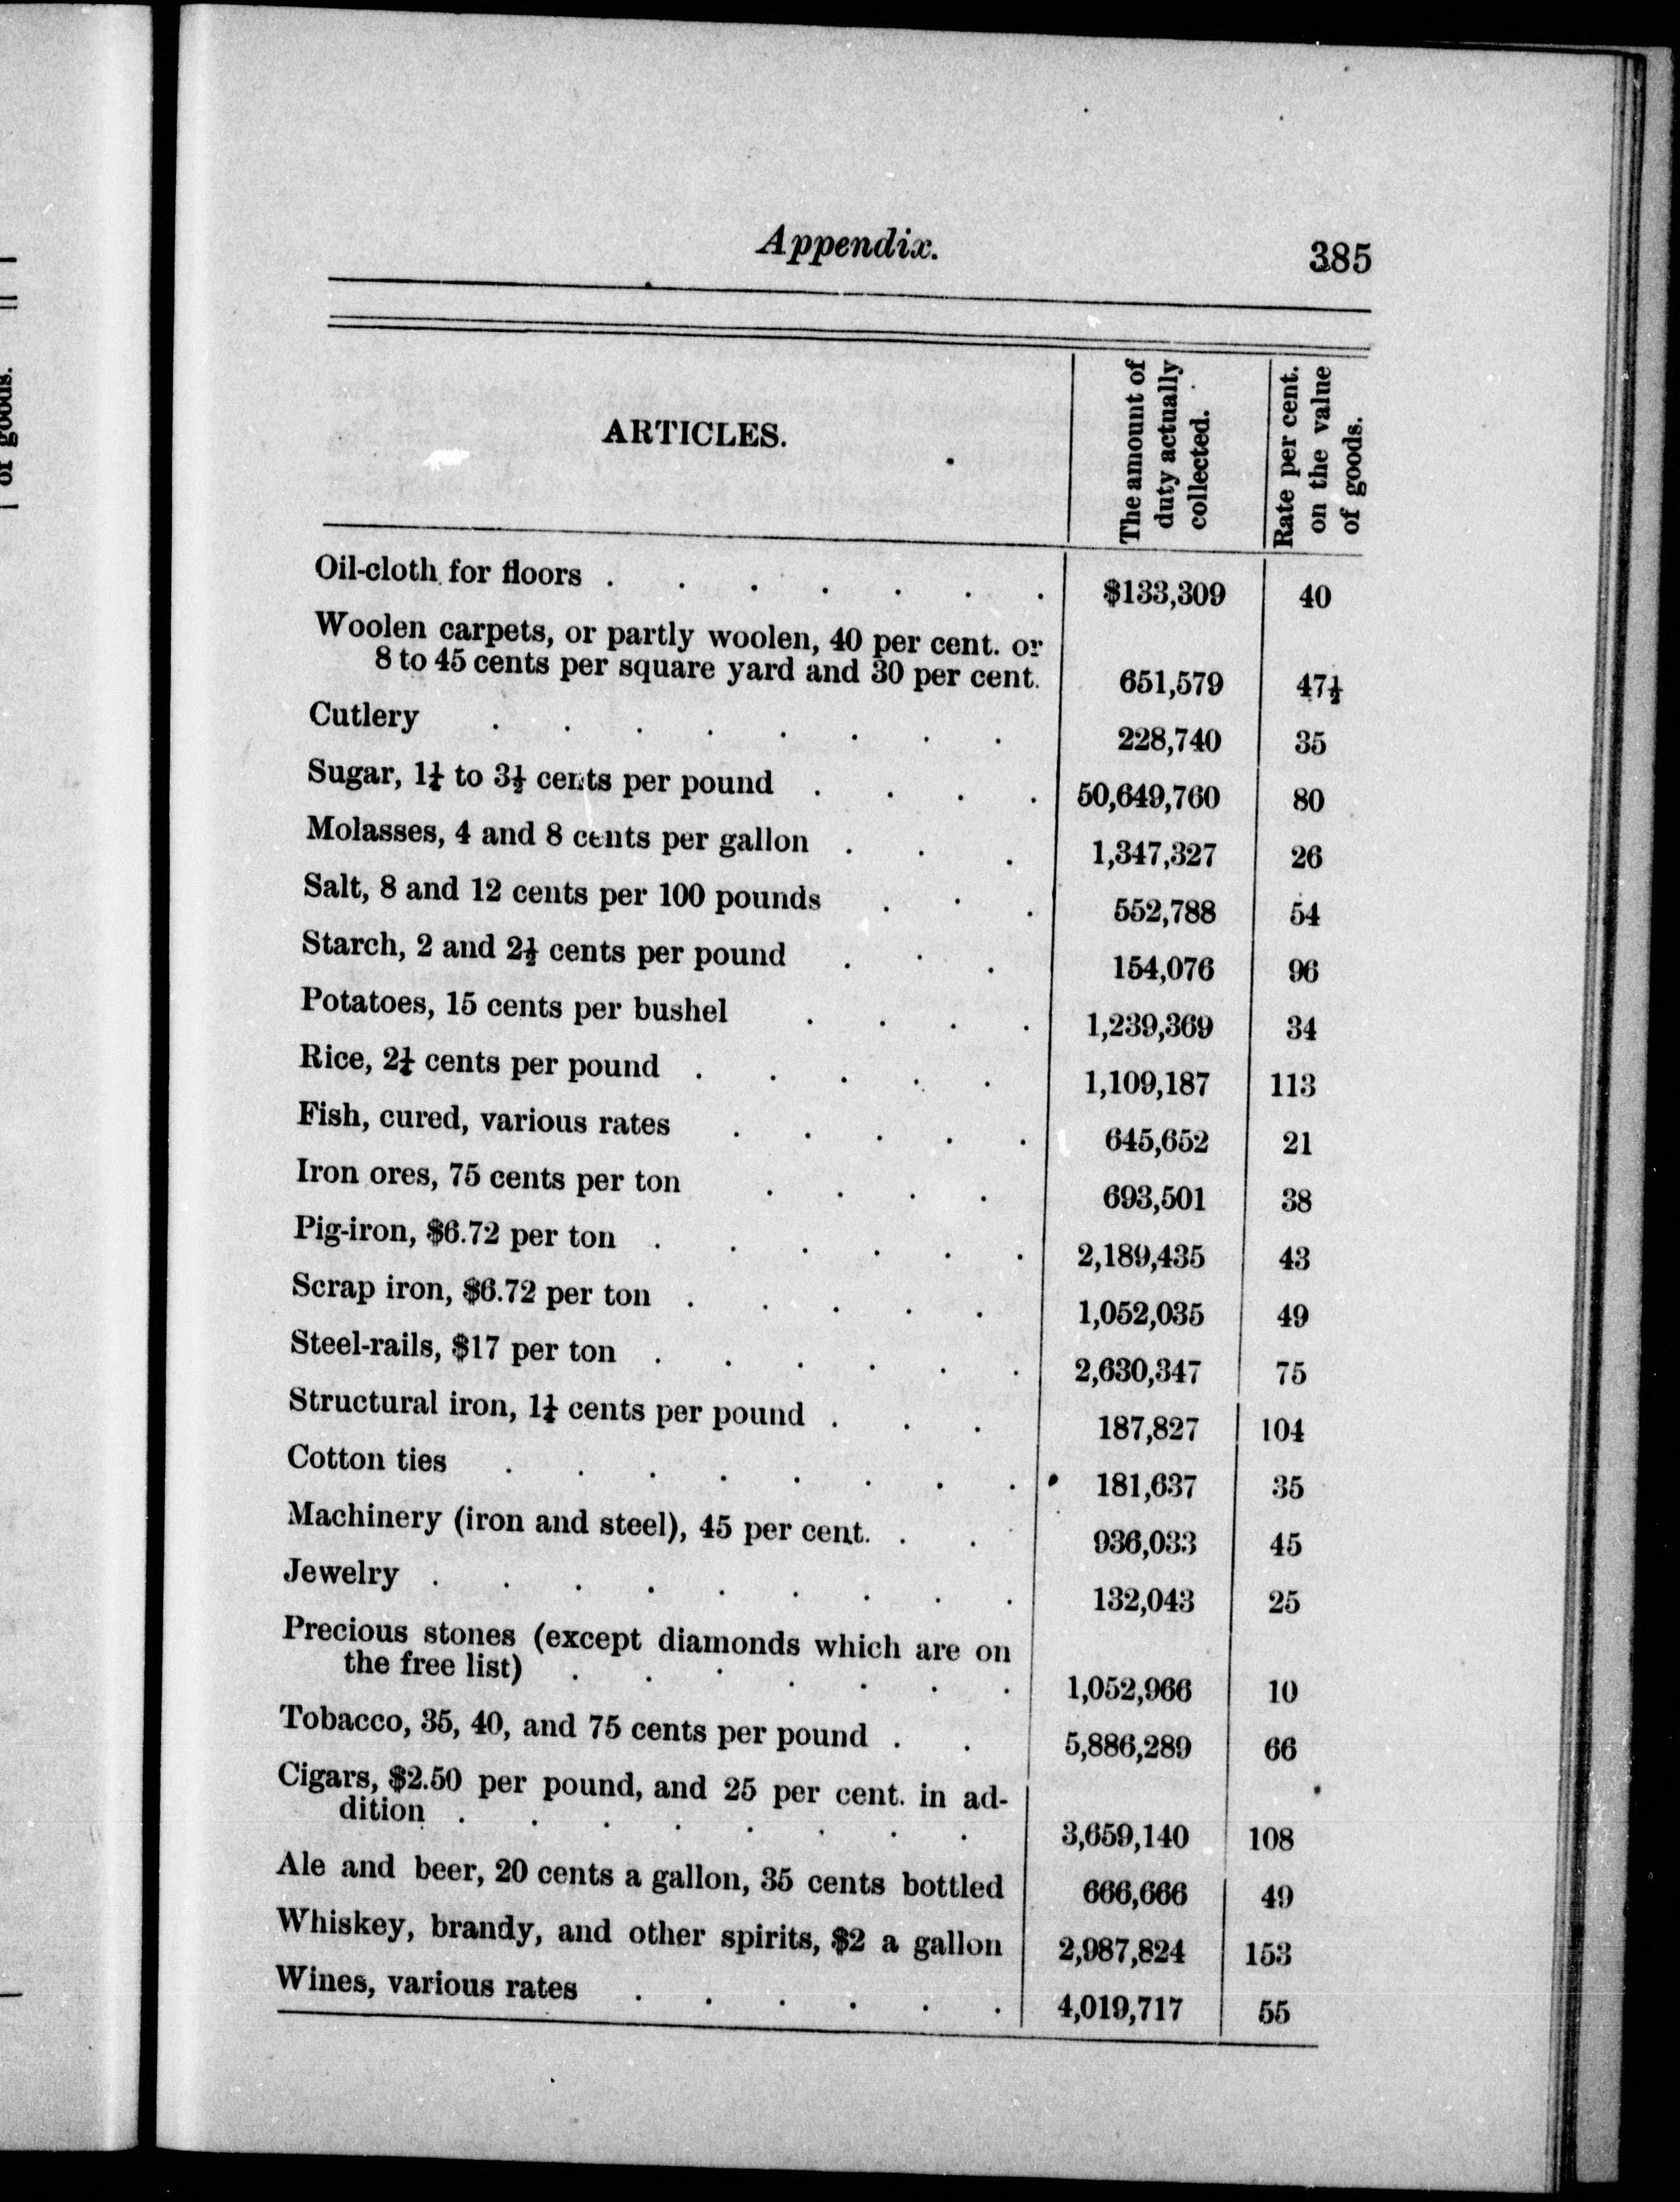 of goods.
Appendix. 385
ARTICLES.
The amount of
duty actually
collected.
Rate per cent.
on the value
of goods.
Oil-cloth for floors . . . . . . . $133,309 40
Woolen carpets, or partly woolen, 40 per cent. or
8 to 45 cents per square yard and 30 per cent. 651,579 47½
Cutlery . . . . . . . . 228,740 35
Sugar, 1¼ to 3½ cents per pound . . . . 50,649,760 80
Molasses, 4 and 8 cents per gallon . . . 1,347,327 26
Salt, 8 and 12 cents per 100 pounds . . . 552,788 54
Starch, 2 and 2½ cents per pound . . . 154,076 96
Potatoes, 15 cents per bushel . . . . 1,239,369 34
Rice, 2¼ cents per pound . . . . . 1,109,187 113
Fish, cured, various rates . . . . . 645,652 21
Iron ores, 75 cents per ton . . . . 693,501 38
Pig-iron, $6.72 per ton . . . . . . 2,189,435 43
Scrap iron, $6.72 per ton . . . . . 1,052,035 49
Steel-rails, $17 per ton . . . . . . 2,630,347 75
Structural iron, 1¼ cents per pound . . . 187,827 104
Cotton ties . . . . . . . . 181,637 35
Machinery (iron and steel), 45 per cent. . . 936,033 45
Jewelry . . . . . . . . . 132,043 25
Precious stones (except diamonds which are on
the free list) . . . . . . . 1,052,966 10
Tobacco, 35, 40, and 75 cents per pound . . 5,886,289 66
Cigars, $2.50 per pound, and 25 per cent. in ad-
dition . . . . . . . . 3,659,140 108
Ale and beer, 20 cents a gallon, 35 cents bottled 666,666 49
Whiskey, brandy, and other spirits, $2 a gallon 2,987,824 153
Wines, various rates . . . . . . 4,019,717 55